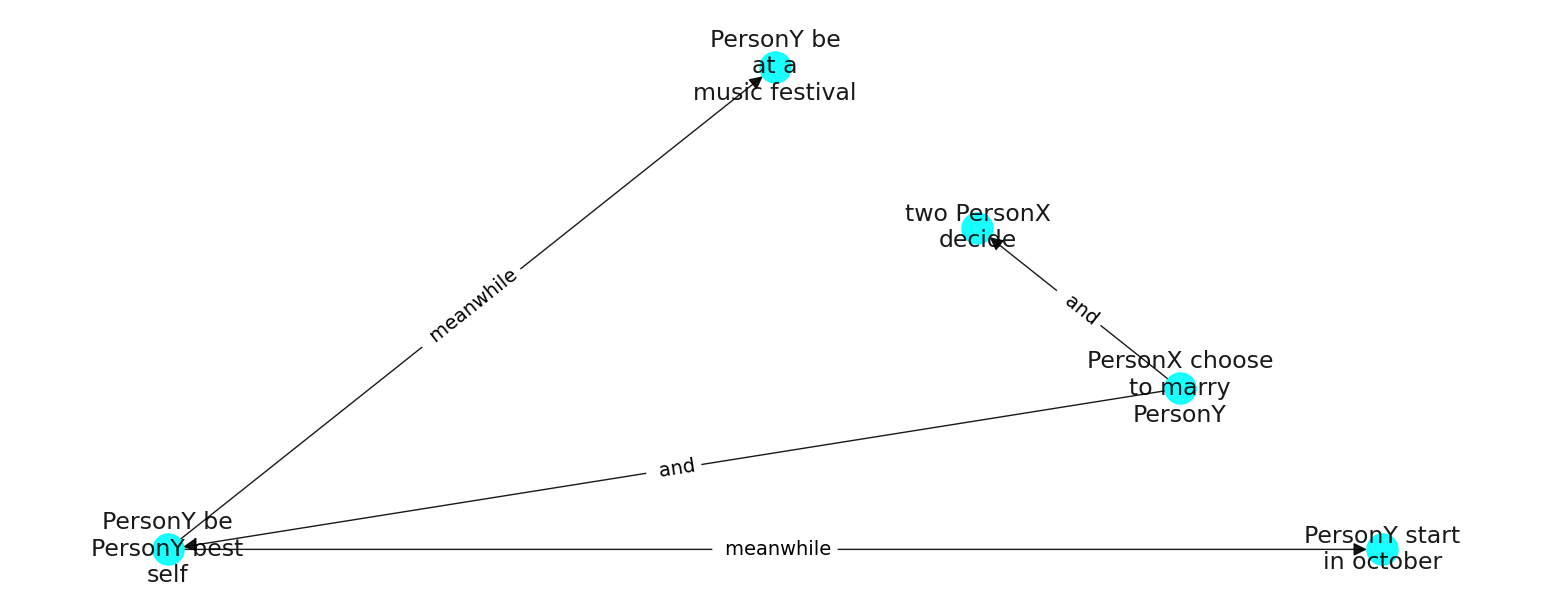 PersonY be
at a
music festival
two PersonX
decide
meanwhile
and
PersonX choose
to marry
PersonY
and
PersonY be
PersonY best
self
meanwhile
PersonY start
in october